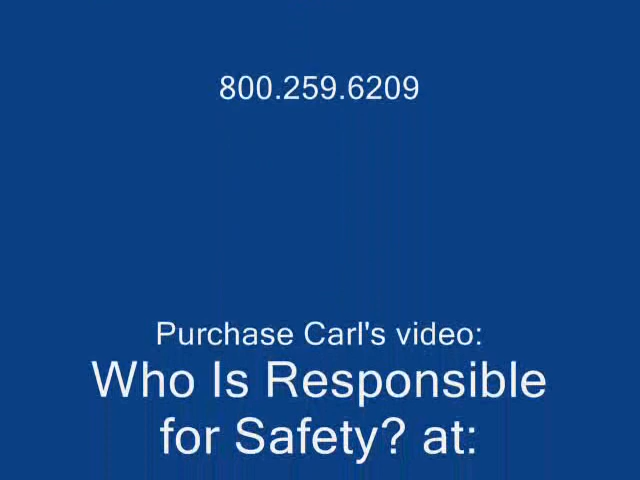 800.259.6209
Purchase Carl's video:
Who Is Responsible
for Safety? at: